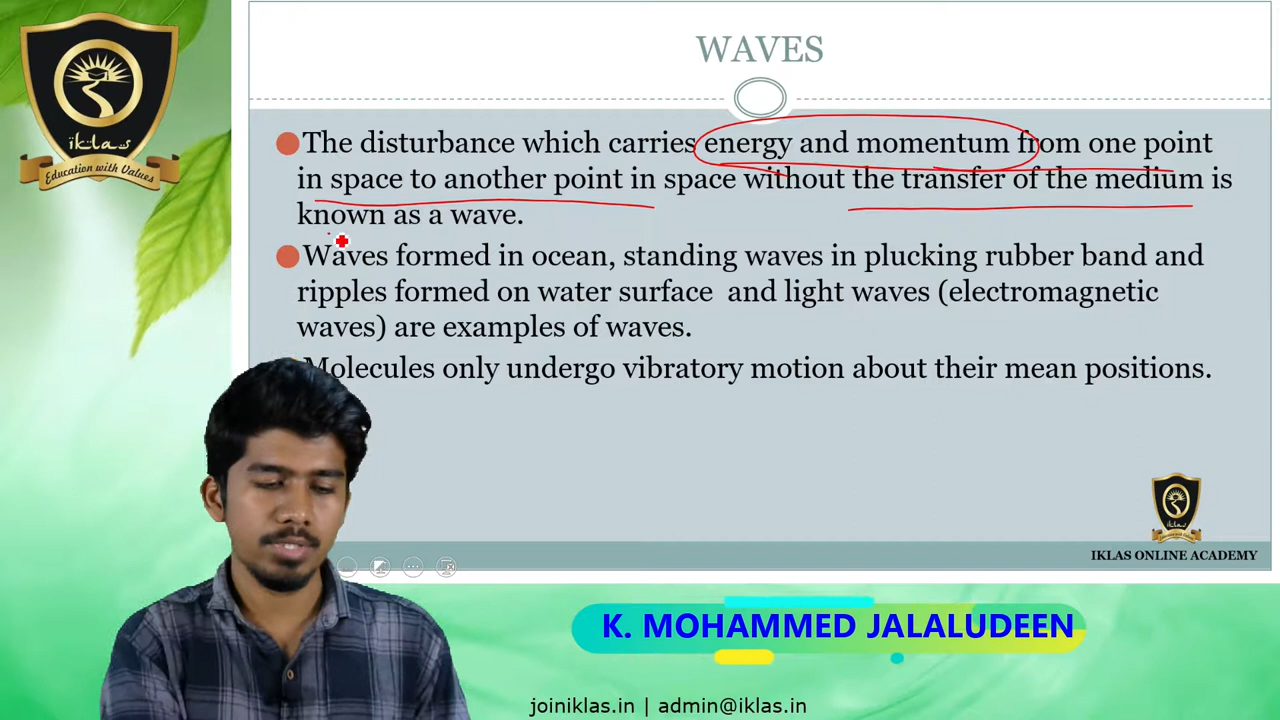 WAVES
The disturbance which carries energy and momentum from one point
in space to another point in space without the transfer of the medium is
known as a wave.
Waves formed in ocean, standing waves in plucking rubber band and
ripples formed on water surface and light waves (electromagnetic
waves) are examples of waves.
Molecules only undergo vibratory motion about their mean positions.
iklas
Education with Values
iklas
IKLAS ONLINE ACADEMY
K. MOHAMMED JALALUDEEN
joiniklas.in | admin@iklas.in